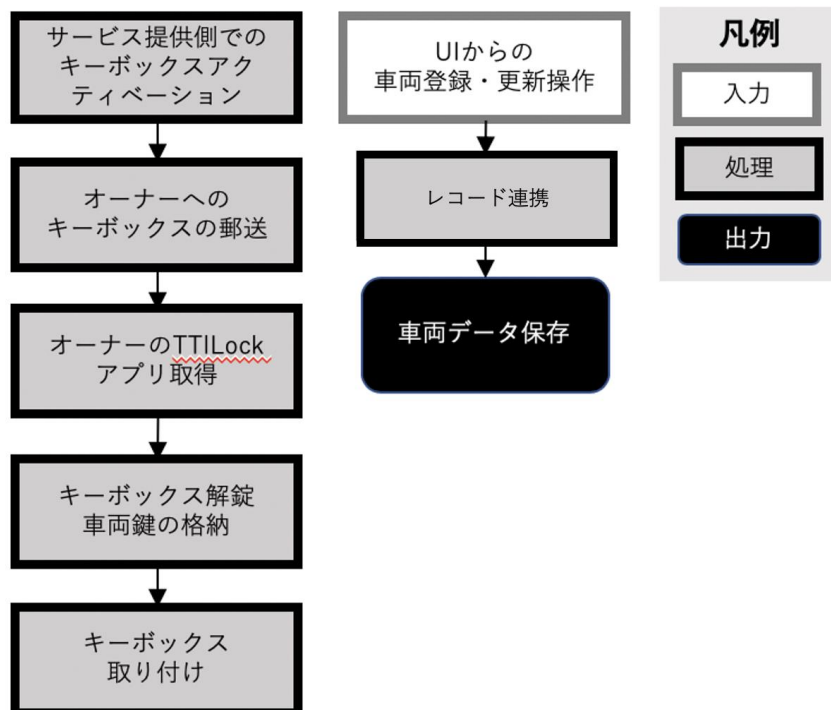 サービス提供側での
キーボックスアク
ティベーション
オーナーへの
キーボックスの郵送
オーナーのTTILock
アプリ取得
キーボックス解錠
車両鍵の格納
キーボックス
取り付け
UIからの
車両登録・更新操作
レコード連携
車両データ保存
凡例
入力
処理
出力